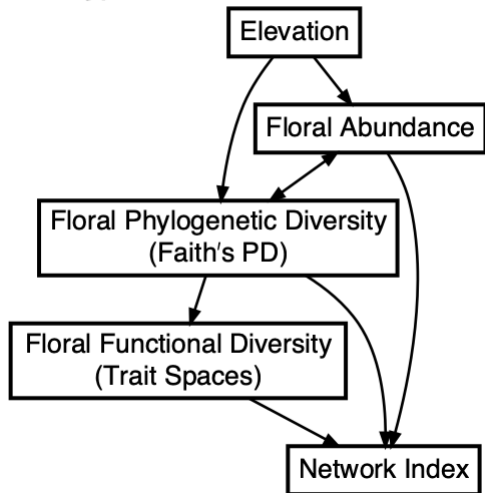 Elevation
Floral Abundance
Floral Phylogenetic Diversity
(Faith's PD)
Floral Functional Diversity
(Trait Spaces)
Network Index